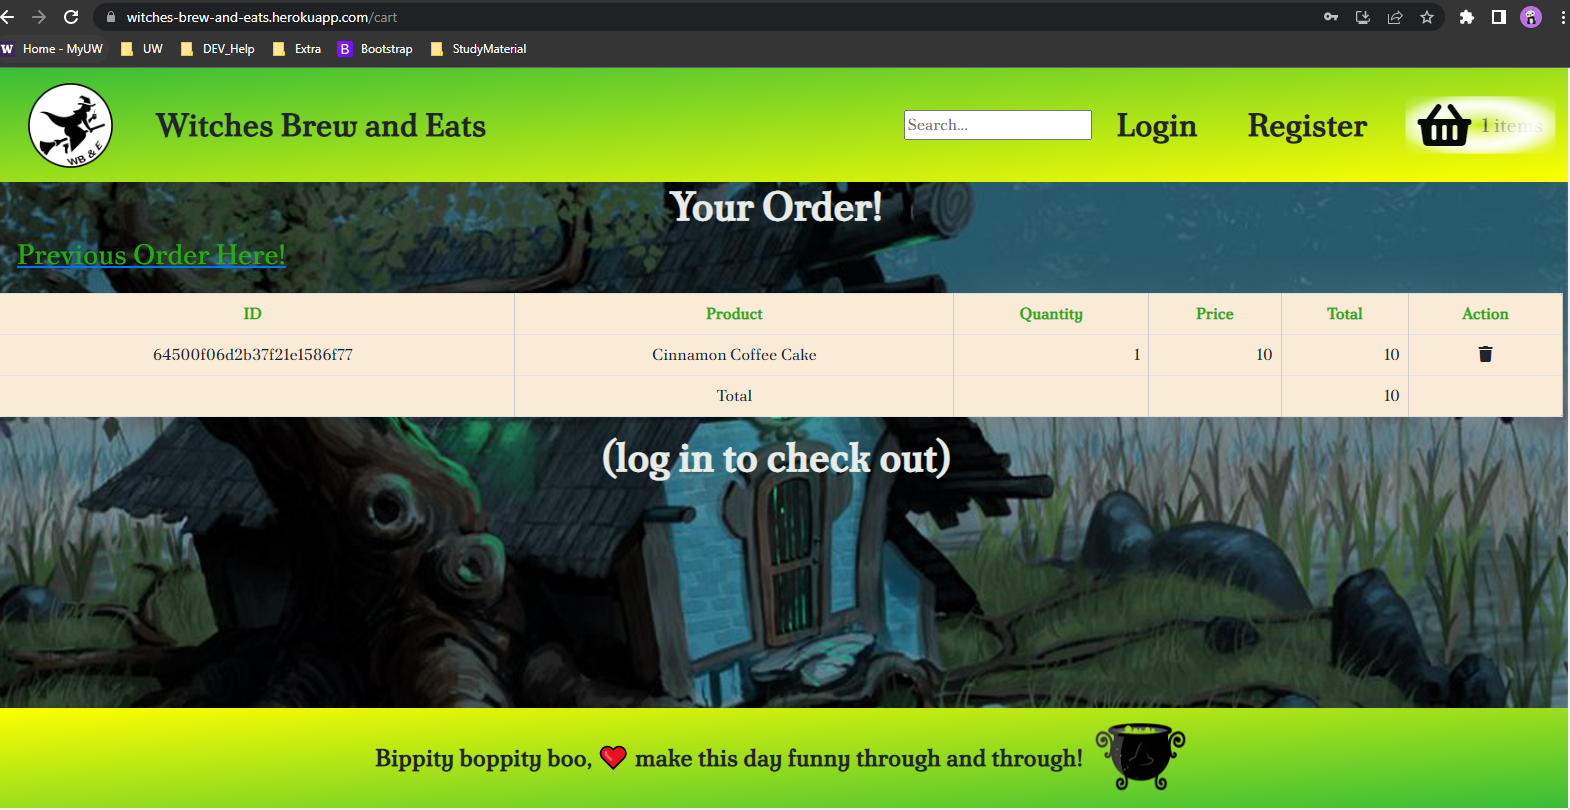 witches-brew-and-eats.herokuapp.com/cart
W Home - MyUW UW DEV_Help Extra B Bootstrap StudyMaterial
WB & E
Witches Brew and Eats
Search... Login Register 1 items
Your Order!
Previous Order Here!
ID Product Quantity Price Total Action
64500f06d2b37f21e1586f77 Cinnamon Coffee Cake 1 10 10
Total 10
(log in to check out)
Bippity boppity boo, ❤ make this day funny through and through!